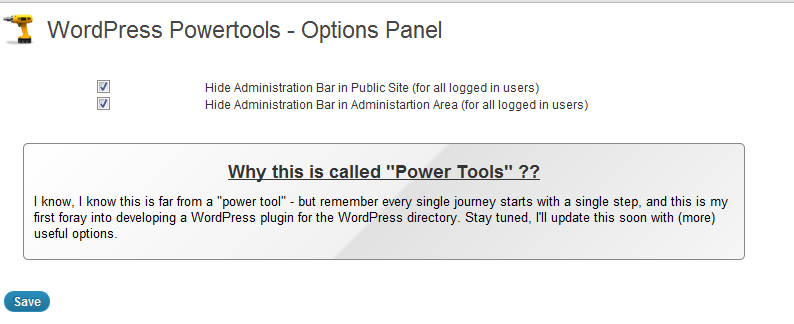 WordPress Powertools - Options Panel
Hide Administration Bar in Public Site (for all logged in users)
Hide Administration Bar in Administartion Area (for all logged in users)
Why this is called "Power Tools" ??
I know, I know this is far from a "power tool" - but remember every single journey starts with a single step, and this is my
first foray into developing a WordPress plugin for the WordPress directory. Stay tuned, I'll update this soon with (more)
useful options.
Save